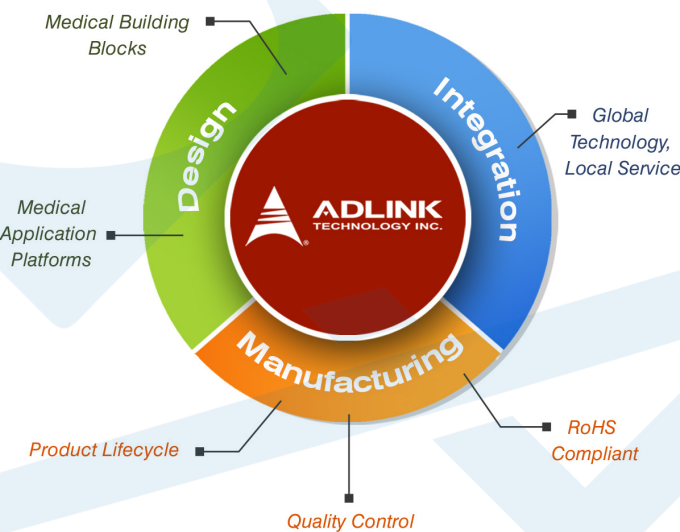 Medical Building
Blocks
Design
Integration
Global
Technology,
Local Service
ADLINK
TECHNOLOGY INC.
®
Medical
Application
Platforms
Manufacturing
Product Lifecycle
RoHS
Compliant
Quality Control